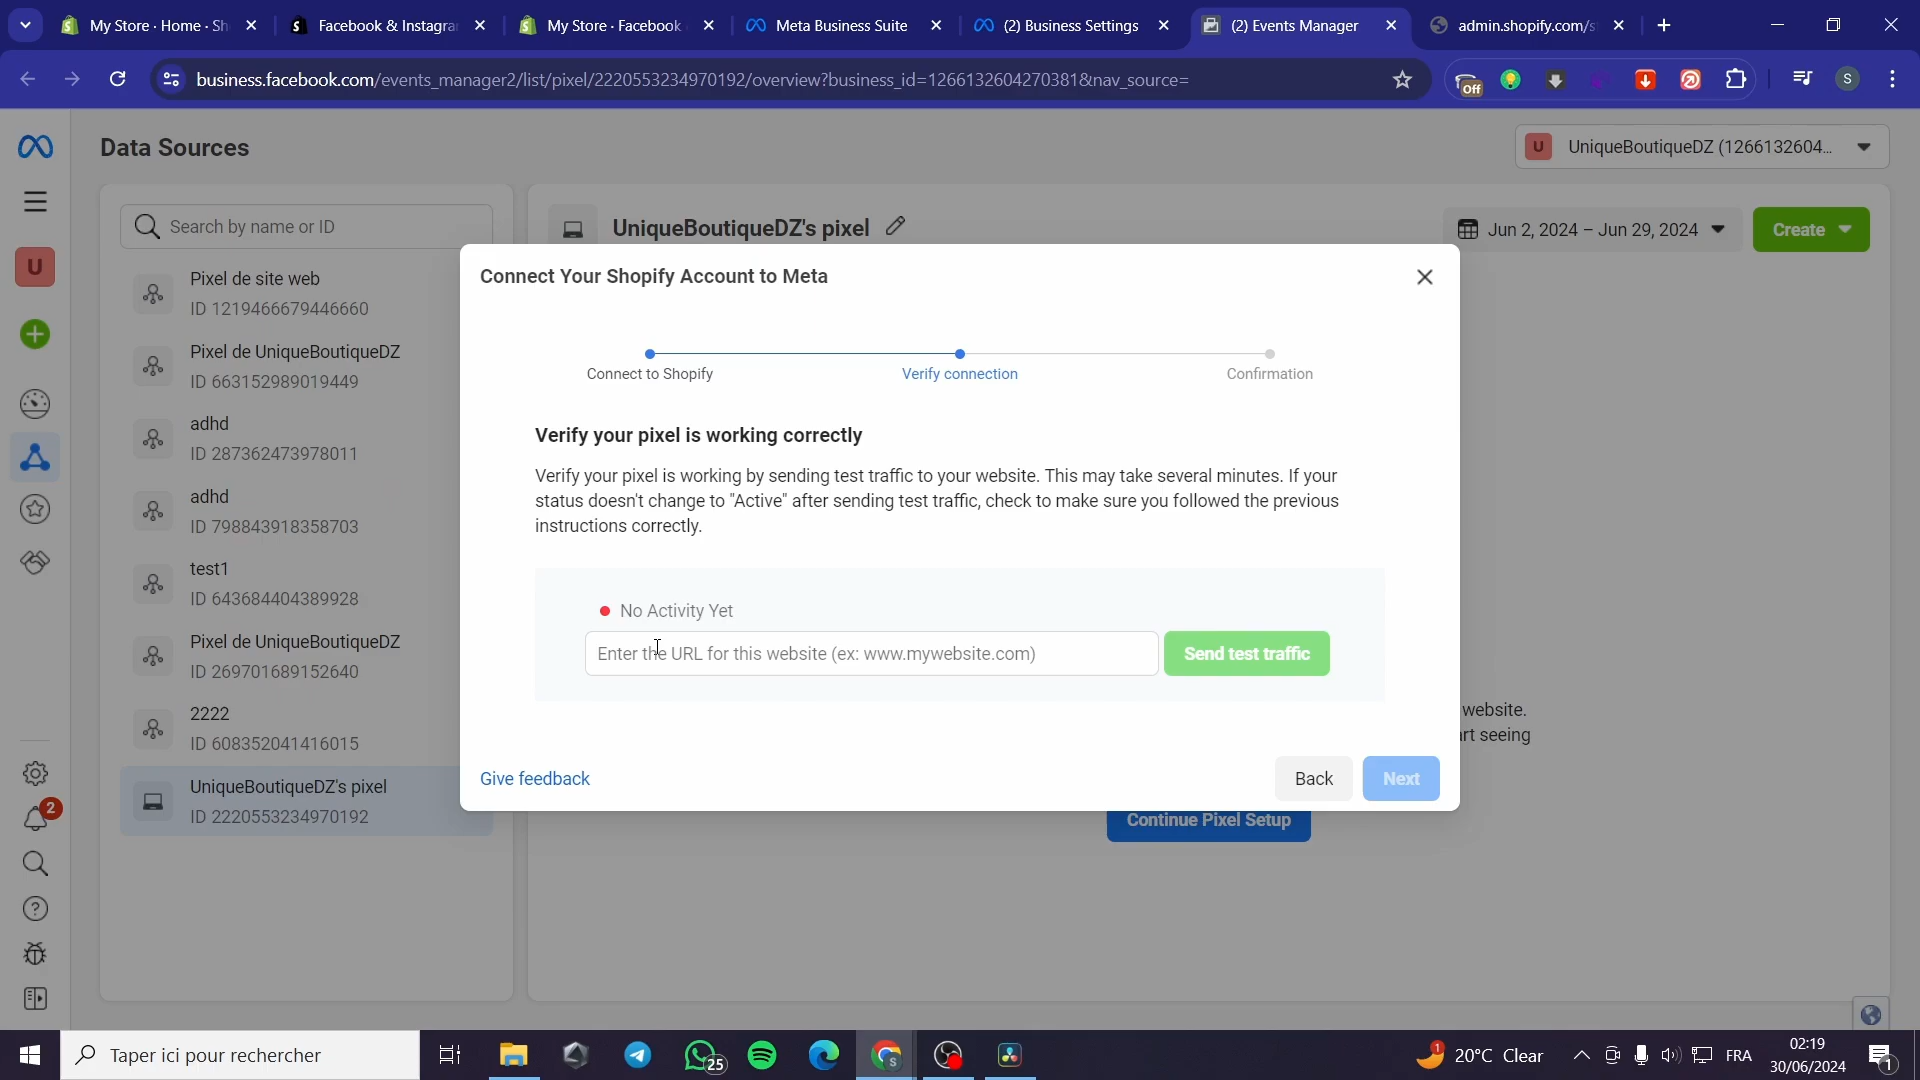 My Store · Home · Sh
Facebook & Instagra
My Store · Facebook
Meta Business Suite
(2) Business Settings
(2) Events Manager
admin.shopify.com/s
business.facebook.com/events_manager2/list/pixel/2220553234970192/overview?business_id=1266132604270381&nav_source=
Off
S
Data Sources
U
UniqueBoutiqueDZ (1266132604...
Search by name or ID
UniqueBoutiqueDZ's pixel
Jun 2, 2024 – Jun 29, 2024
Create
U
Pixel de site web
ID 1219466679446660
Pixel de UniqueBoutiqueDZ
ID 663152989019449
adhd
ID 287362473978011
adhd
ID 798843918358703
test1
ID 643684404389928
Pixel de UniqueBoutiqueDZ
ID 269701689152640
2222
ID 608352041416015
UniqueBoutiqueDZ's pixel
ID 2220553234970192
2
Connect Your Shopify Account to Meta
Connect to Shopify
Verify connection
Confirmation
Verify your pixel is working correctly
Verify your pixel is working by sending test traffic to your website. This may take several minutes. If your
status doesn't change to "Active" after sending test traffic, check to make sure you followed the previous
instructions correctly.
No Activity Yet
Enter the URL for this website (ex: www.mywebsite.com)
Send test traffic
Give feedback
Back
Next
website.
art seeing
Continue Pixel Setup
Taper ici pour rechercher
25
S
1
20°C Clear
FRA
02:19
30/06/2024
1